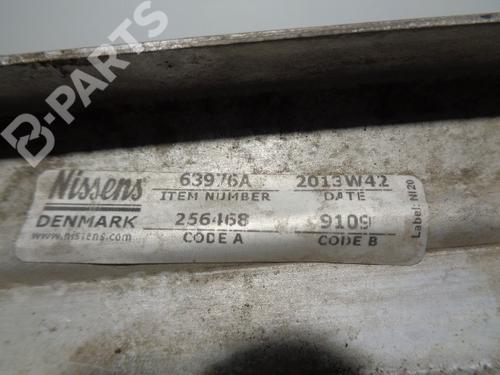 B-PARTS
Nissens 63976A 2013W42
ITEM NUMBER DATE
DENMARK 256468 9109
www.nissens.com CODE A CODE B
Label: NI20